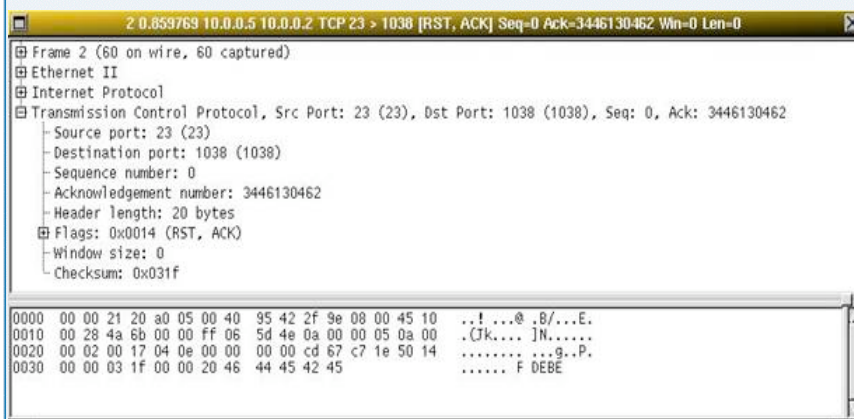 2 0.859769 10.0.0.5 10.0.0.2 TCP 23 > 1038 [RST, ACK] Seq=0 Ack=3446130462 Win=0 Len=0
Frame 2 (60 on wire, 60 captured)
Ethernet II
Internet Protocol
Transmission Control Protocol, Src Port: 23 (23), Dst Port: 1038 (1038), Seq: 0, Ack: 3446130462
Source port: 23 (23)
Destination port: 1038 (1038)
Sequence number: 0
Acknowledgement number: 3446130462
Header length: 20 bytes
Flags: 0x0014 (RST, ACK)
Window size: 0
Checksum: 0x031f
0000 00 00 21 20 a0 05 00 40 95 42 2f 9e 08 00 45 10 ..! ...@ .B/...E.
0010 00 28 4a 6b 00 00 ff 06 5d 4e 0a 00 00 05 0a 00 .(Jk.... ]N......
0020 00 02 00 17 04 0e 00 00 00 00 cd 67 c7 1e 50 14 ........ ...g..P.
0030 00 00 03 1f 00 00 20 46 44 45 42 45 ...... F DEBE